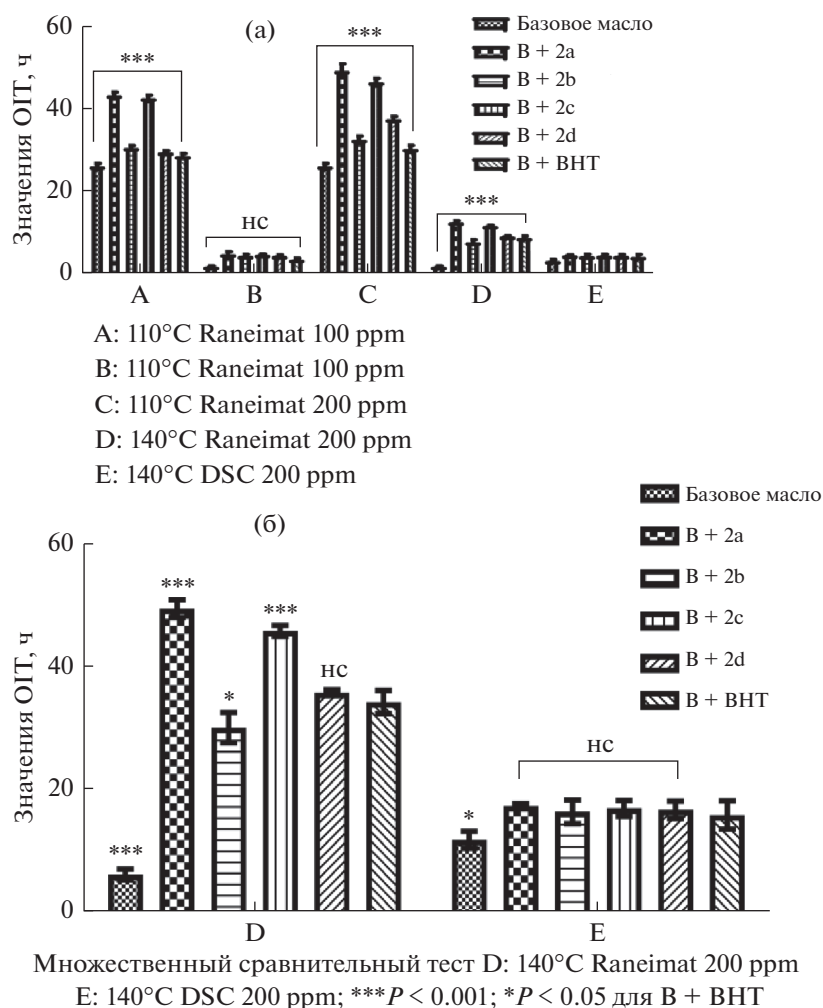 (а)
60
40
20
0
Значения OIT, ч
***
нс
***
***
A
B
C
D
E
Базовое масло
B + 2a
B + 2b
B + 2c
B + 2d
B + BHT
A: 110°C Raneimat 100 ppm
B: 110°C Raneimat 100 ppm
C: 110°C Raneimat 200 ppm
D: 140°C Raneimat 200 ppm
E: 140°C DSC 200 ppm
(б)
60
40
20
0
Значения OIT, ч
***
***
*
***
нс
*
нс
D
E
Базовое масло
B + 2a
B + 2b
B + 2c
B + 2d
B + BHT
Множественный сравнительный тест D: 140°C Raneimat 200 ppm
E: 140°C DSC 200 ppm; ***P < 0.001; *P < 0.05 для B + BHT